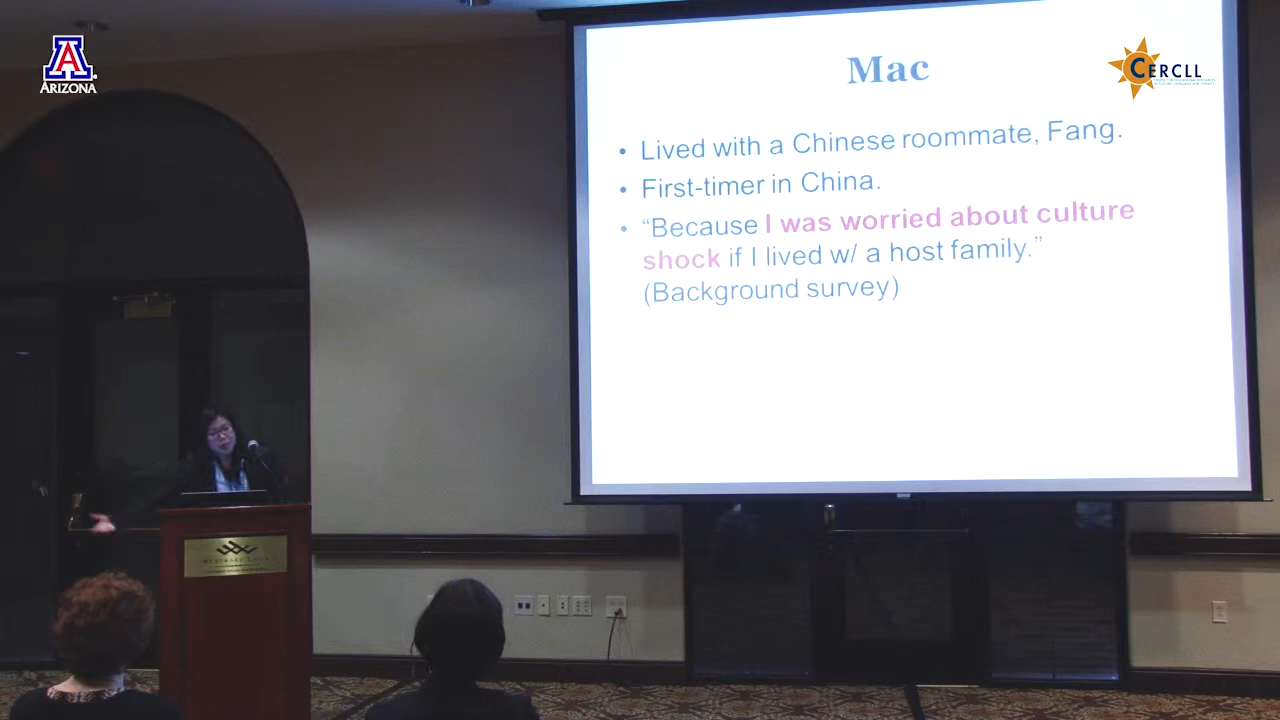 A
ARIZONA
Mac
CERCLL
• Lived with a Chinese roommate, Fang.
• First-timer in China.
• “Because I was worried about culture
shock if I lived w/ a host family.”
(Background survey)